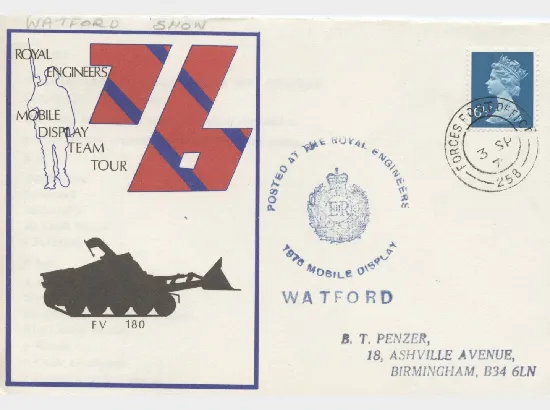 WATFORD SHOW
ROYAL
ENGINEERS
MOBILE
DISPLAY
TEAM
TOUR
76
FV 180
FORCES POST OFFICE
3 SP
258
POSTED AT THE ROYAL ENGINEERS
EIIR
1976 MOBILE DISPLAY
WATFORD
B. T. PENZER,
18, ASHVILLE AVENUE,
BIRMINGHAM, B34 6LN